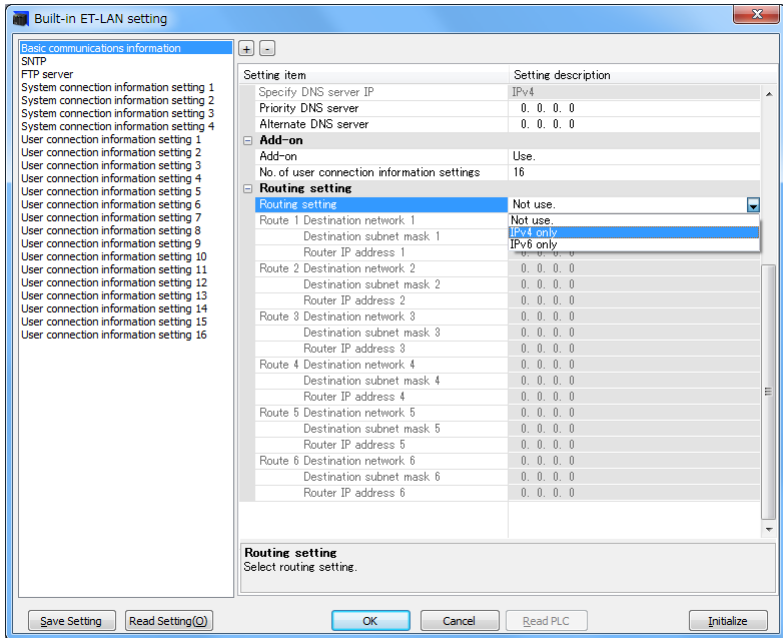 Built-in ET-LAN setting
Basic communications information
SNTP
FTP server
System connection information setting 1
System connection information setting 2
System connection information setting 3
System connection information setting 4
User connection information setting 1
User connection information setting 2
User connection information setting 3
User connection information setting 4
User connection information setting 5
User connection information setting 6
User connection information setting 7
User connection information setting 8
User connection information setting 9
User connection information setting 10
User connection information setting 11
User connection information setting 12
User connection information setting 13
User connection information setting 14
User connection information setting 15
User connection information setting 16
Setting item Setting description
Specify DNS server IP IPv4
Priority DNS server 0. 0. 0. 0
Alternate DNS server 0. 0. 0. 0
Add-on
Add-on Use.
No. of user connection information settings 16
Routing setting
Routing setting Not use.
Not use.
IPv4 only
IPv6 only
Route 1 Destination network 1
Destination subnet mask 1
Router IP address 1 0. 0. 0. 0
Route 2 Destination network 2 0. 0. 0. 0
Destination subnet mask 2 0. 0. 0. 0
Router IP address 2 0. 0. 0. 0
Route 3 Destination network 3 0. 0. 0. 0
Destination subnet mask 3 0. 0. 0. 0
Router IP address 3 0. 0. 0. 0
Route 4 Destination network 4 0. 0. 0. 0
Destination subnet mask 4 0. 0. 0. 0
Router IP address 4 0. 0. 0. 0
Route 5 Destination network 5 0. 0. 0. 0
Destination subnet mask 5 0. 0. 0. 0
Router IP address 5 0. 0. 0. 0
Route 6 Destination network 6 0. 0. 0. 0
Destination subnet mask 6 0. 0. 0. 0
Router IP address 6 0. 0. 0. 0
Routing setting
Select routing setting.
Save Setting Read Setting(O) OK Cancel Read PLC Initialize